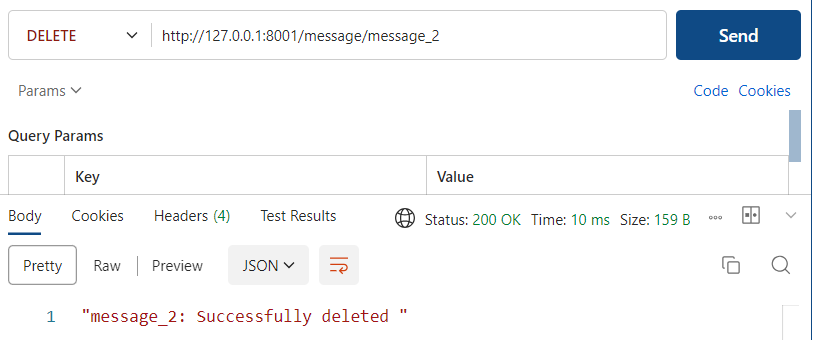 DELETE http://127.0.0.1:8001/message/message_2 Send
Params Code Cookies
Query Params
Key Value
Body Cookies Headers (4) Test Results Status: 200 OK Time: 10 ms Size: 159 B
Pretty Raw Preview JSON
1 "message_2: Successfully deleted "